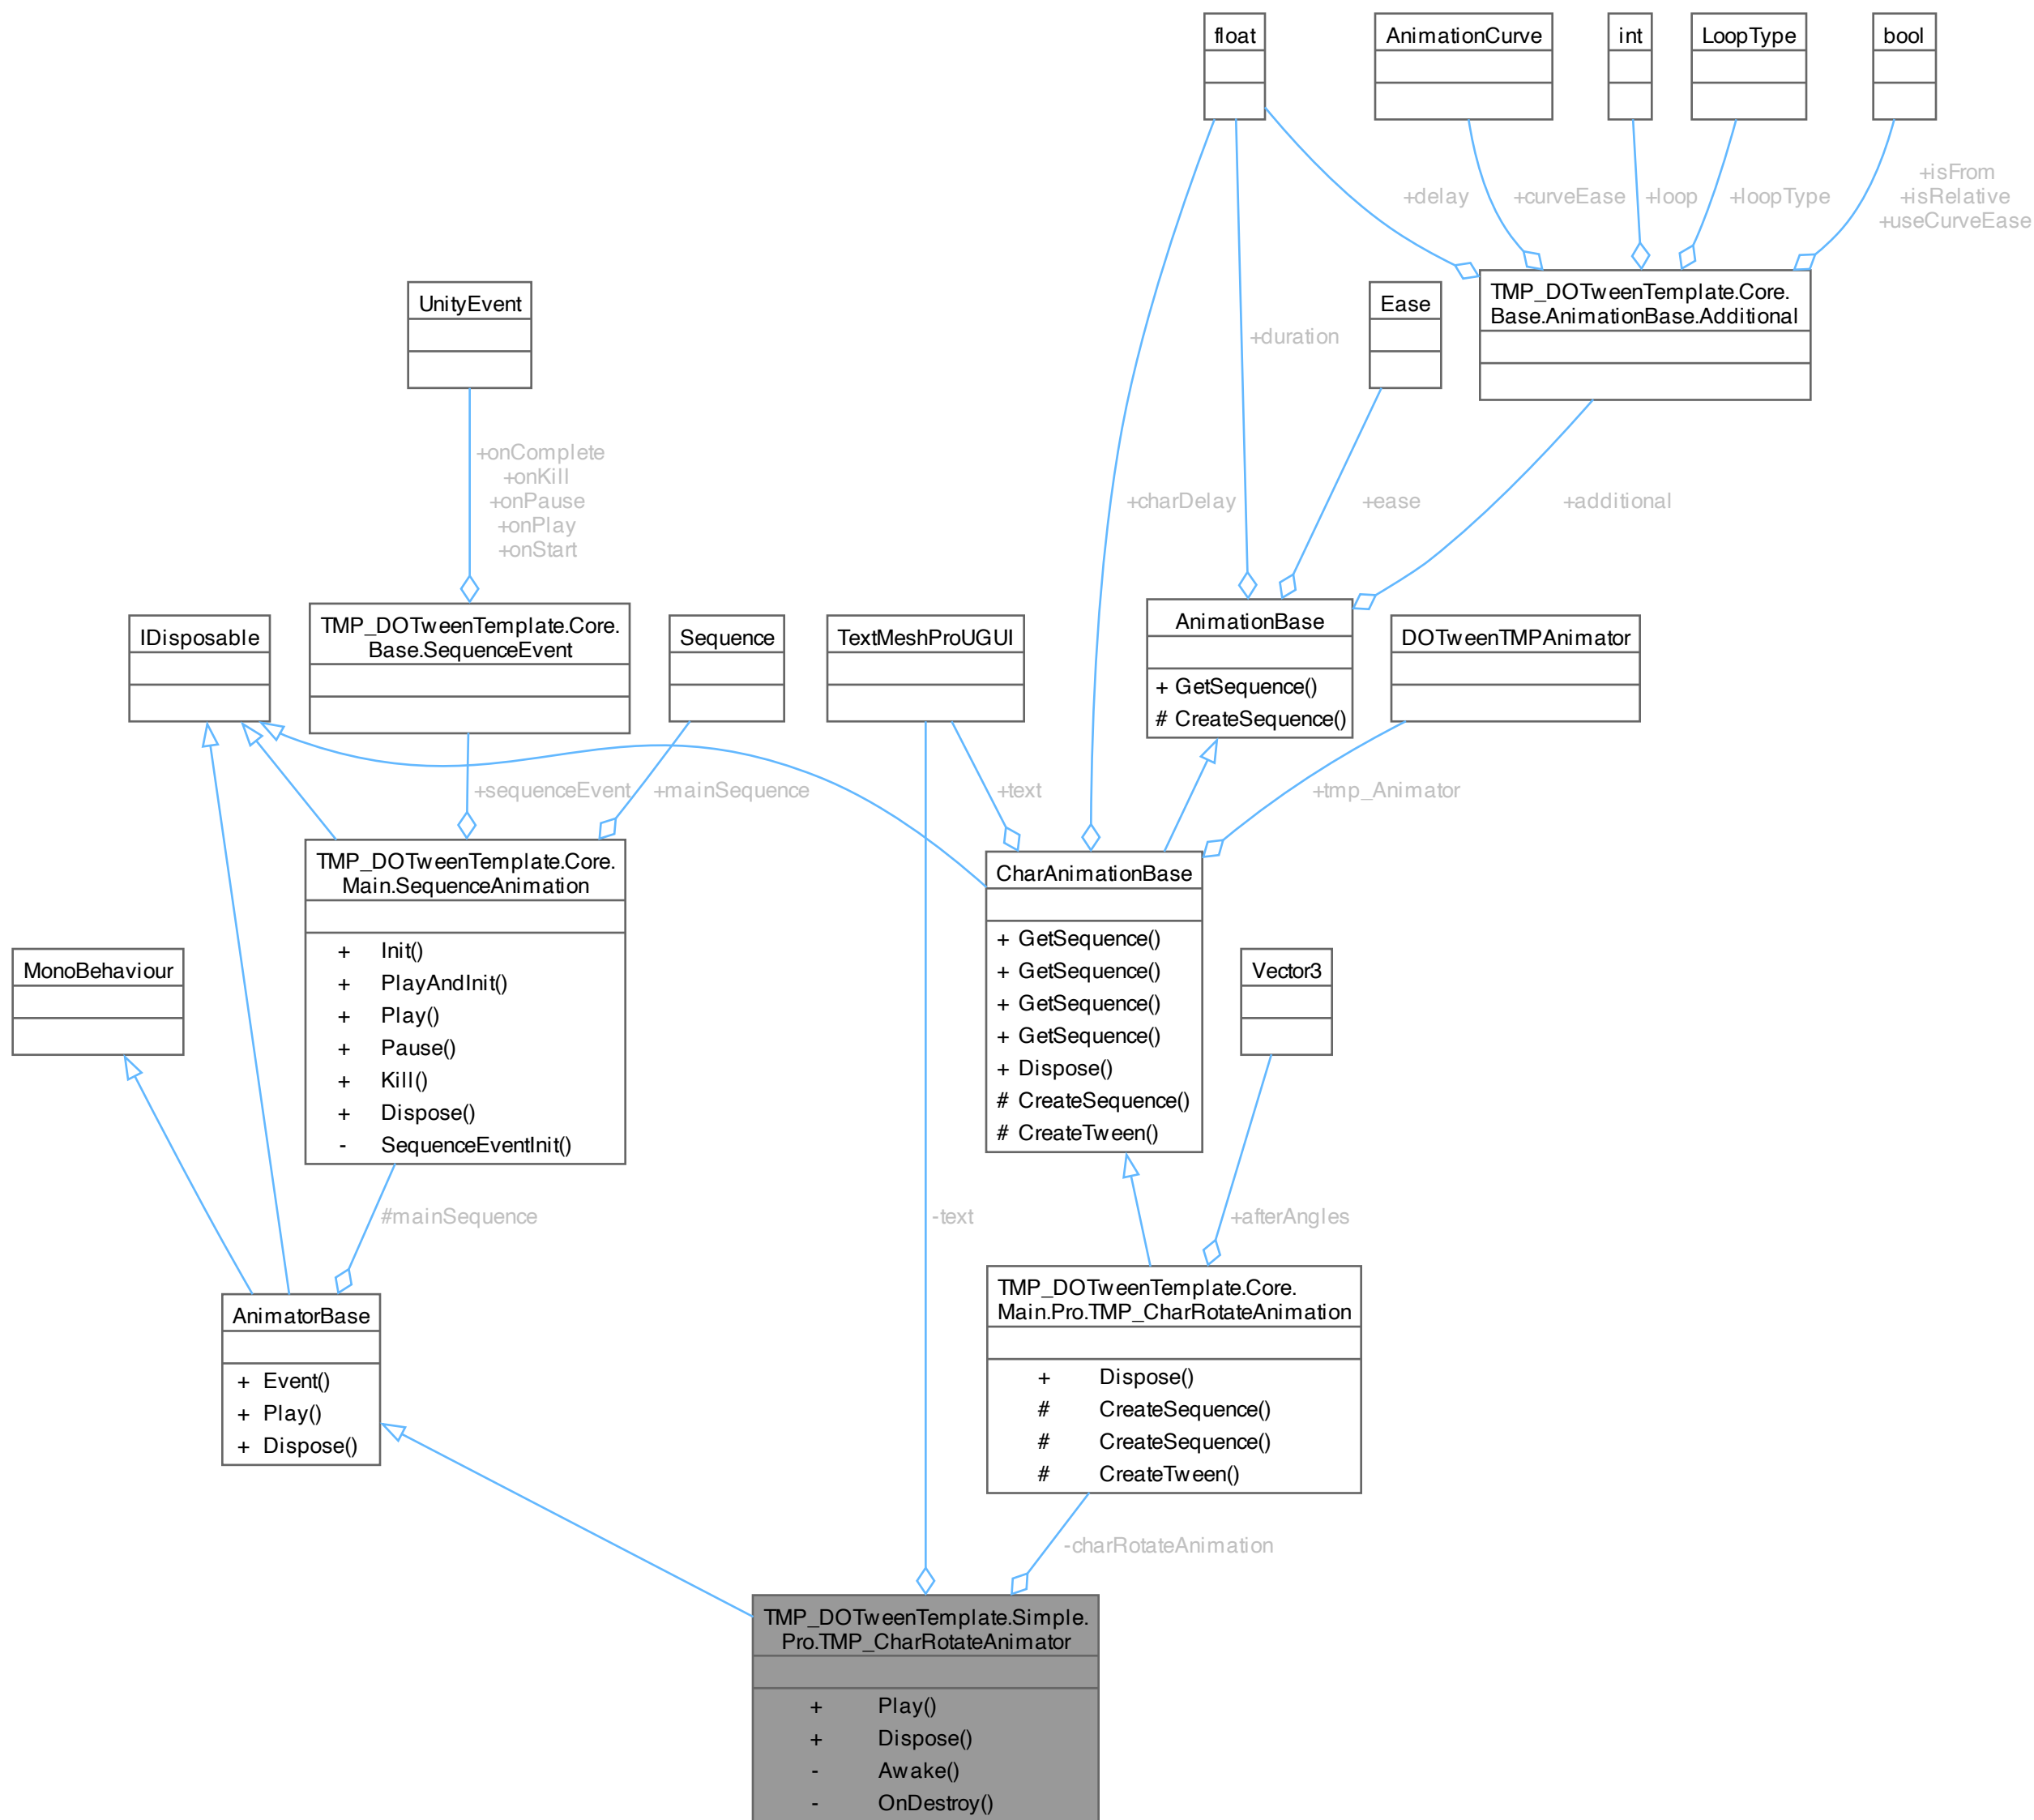 float
AnimationCurve
int
LoopType
bool
+delay
+curveEase
+loop
+loopType
+isFrom
+isRelative
+useCurveEase
UnityEvent
Ease
TMP_DOTweenTemplate.Core.
Base.AnimationBase.Additional
+duration
+onComplete
+onKill
+onPause
+onPlay
+onStart
+charDelay
+ease
+additional
IDisposable
TMP_DOTweenTemplate.Core.
Base.SequenceEvent
Sequence
TextMeshProUGUI
AnimationBase
+ GetSequence()
# CreateSequence()
DOTweenTMPAnimator
+sequenceEvent
+mainSequence
+text
+tmp_Animator
TMP_DOTweenTemplate.Core.
Main.SequenceAnimation
+ Init()
+ PlayAndInit()
+ Play()
+ Pause()
+ Kill()
+ Dispose()
- SequenceEventInit()
CharAnimationBase
+ GetSequence()
+ GetSequence()
+ GetSequence()
+ GetSequence()
+ Dispose()
# CreateSequence()
# CreateTween()
MonoBehaviour
Vector3
#mainSequence
-text
+afterAngles
AnimatorBase
+ Event()
+ Play()
+ Dispose()
TMP_DOTweenTemplate.Core.
Main.Pro.TMP_CharRotateAnimation
+ Dispose()
# CreateSequence()
# CreateSequence()
# CreateTween()
-charRotateAnimation
TMP_DOTweenTemplate.Simple.
Pro.TMP_CharRotateAnimator
+ Play()
+ Dispose()
- Awake()
- OnDestroy()